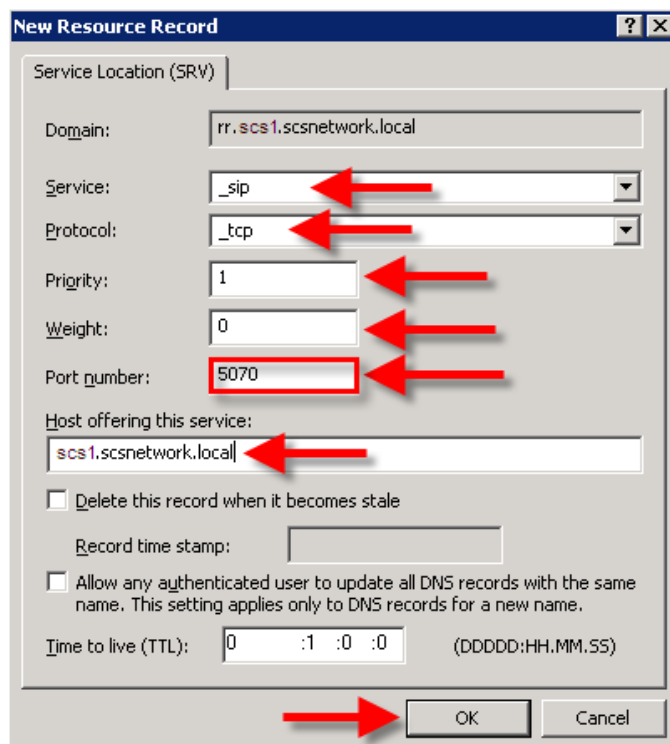 New Resource Record
Service Location (SRV)
Domain: rr.scs1.scsnetwork.local
Service: _sip
Protocol: _tcp
Priority: 1
Weight: 0
Port number: 5070
Host offering this service:
scs1.scsnetwork.local
Delete this record when it becomes stale
Record time stamp:
Allow any authenticated user to update all DNS records with the same
name. This setting applies only to DNS records for a new name.
Time to live (TTL): 0 :1 :0 :0 (DDDDD:HH.MM.SS)
OK Cancel